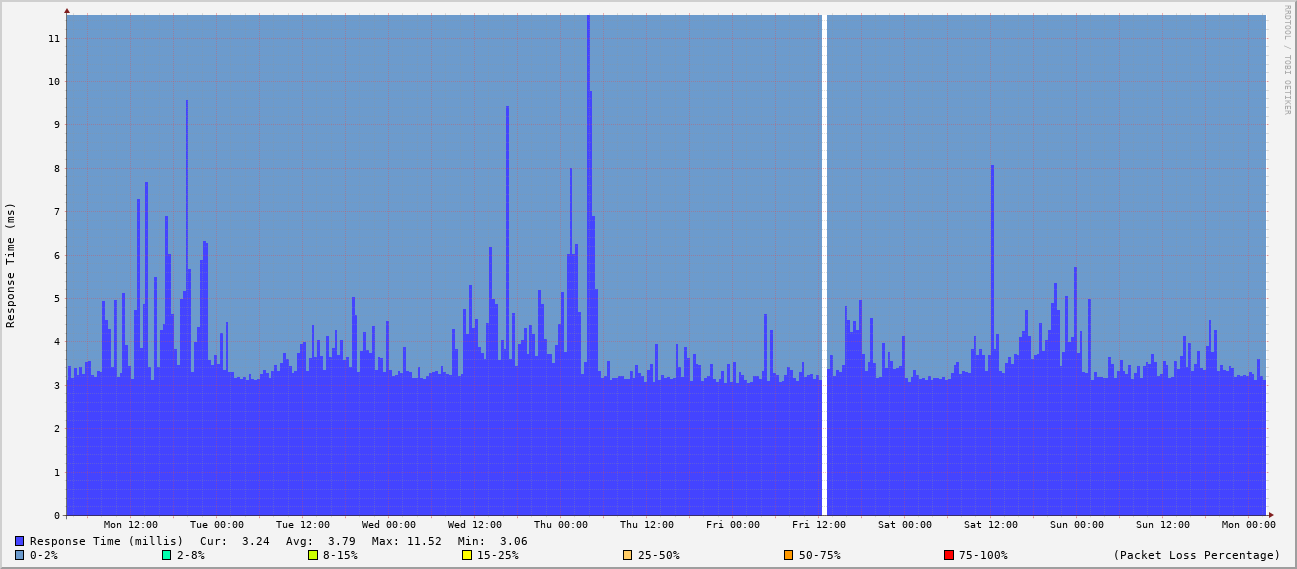 RRDTOOL / TOBI OETIKER
Response Time (ms)
11
10
9
8
7
6
5
4
3
2
1
0
Mon 12:00 Tue 00:00 Tue 12:00 Wed 00:00 Wed 12:00 Thu 00:00 Thu 12:00 Fri 00:00 Fri 12:00 Sat 00:00 Sat 12:00 Sun 00:00 Sun 12:00 Mon 00:00
Response Time (millis) Cur: 3.24 Avg: 3.79 Max: 11.52 Min: 3.06
0-2% 2-8% 8-15% 15-25% 25-50% 50-75% 75-100% (Packet Loss Percentage)